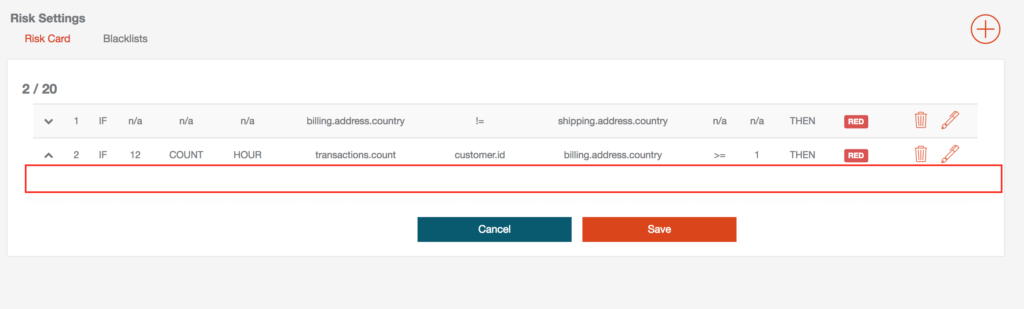 Risk Settings
Risk Card Blacklists
2 / 20
1 IF n/a n/a n/a billing.address.country != shipping.address.country n/a n/a THEN RED
2 IF 12 COUNT HOUR transactions.count customer.id billing.address.country >= 1 THEN RED
Cancel Save